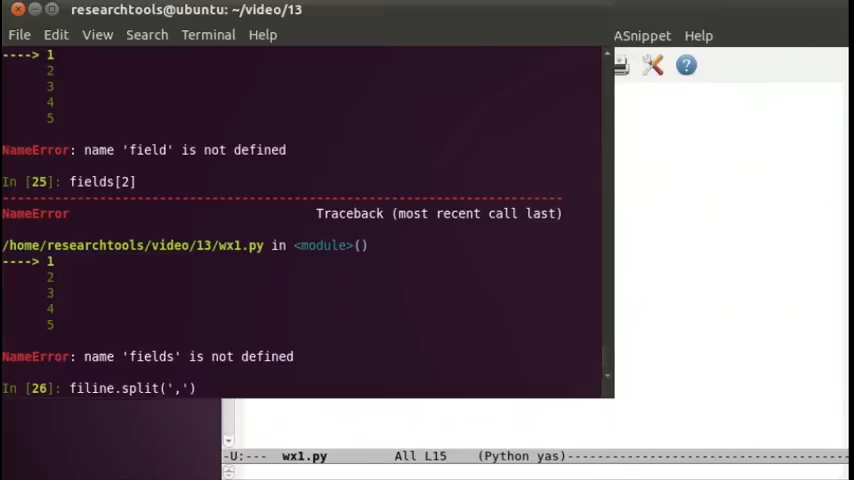 researchtools@ubuntu: ~/video/13
File Edit View Search Terminal Help
ASnippet Help
----> 1
2
3
4
5
NameError: name 'field' is not defined
In [25]: fields[2]
---------------------------------------------------------------------------
NameError Traceback (most recent call last)
/home/researchtools/video/13/wx1.py in <module>()
----> 1
2
3
4
5
NameError: name 'fields' is not defined
In [26]: filine.split(',')
-U:--- wx1.py All L15 (Python yas)------------------------------------